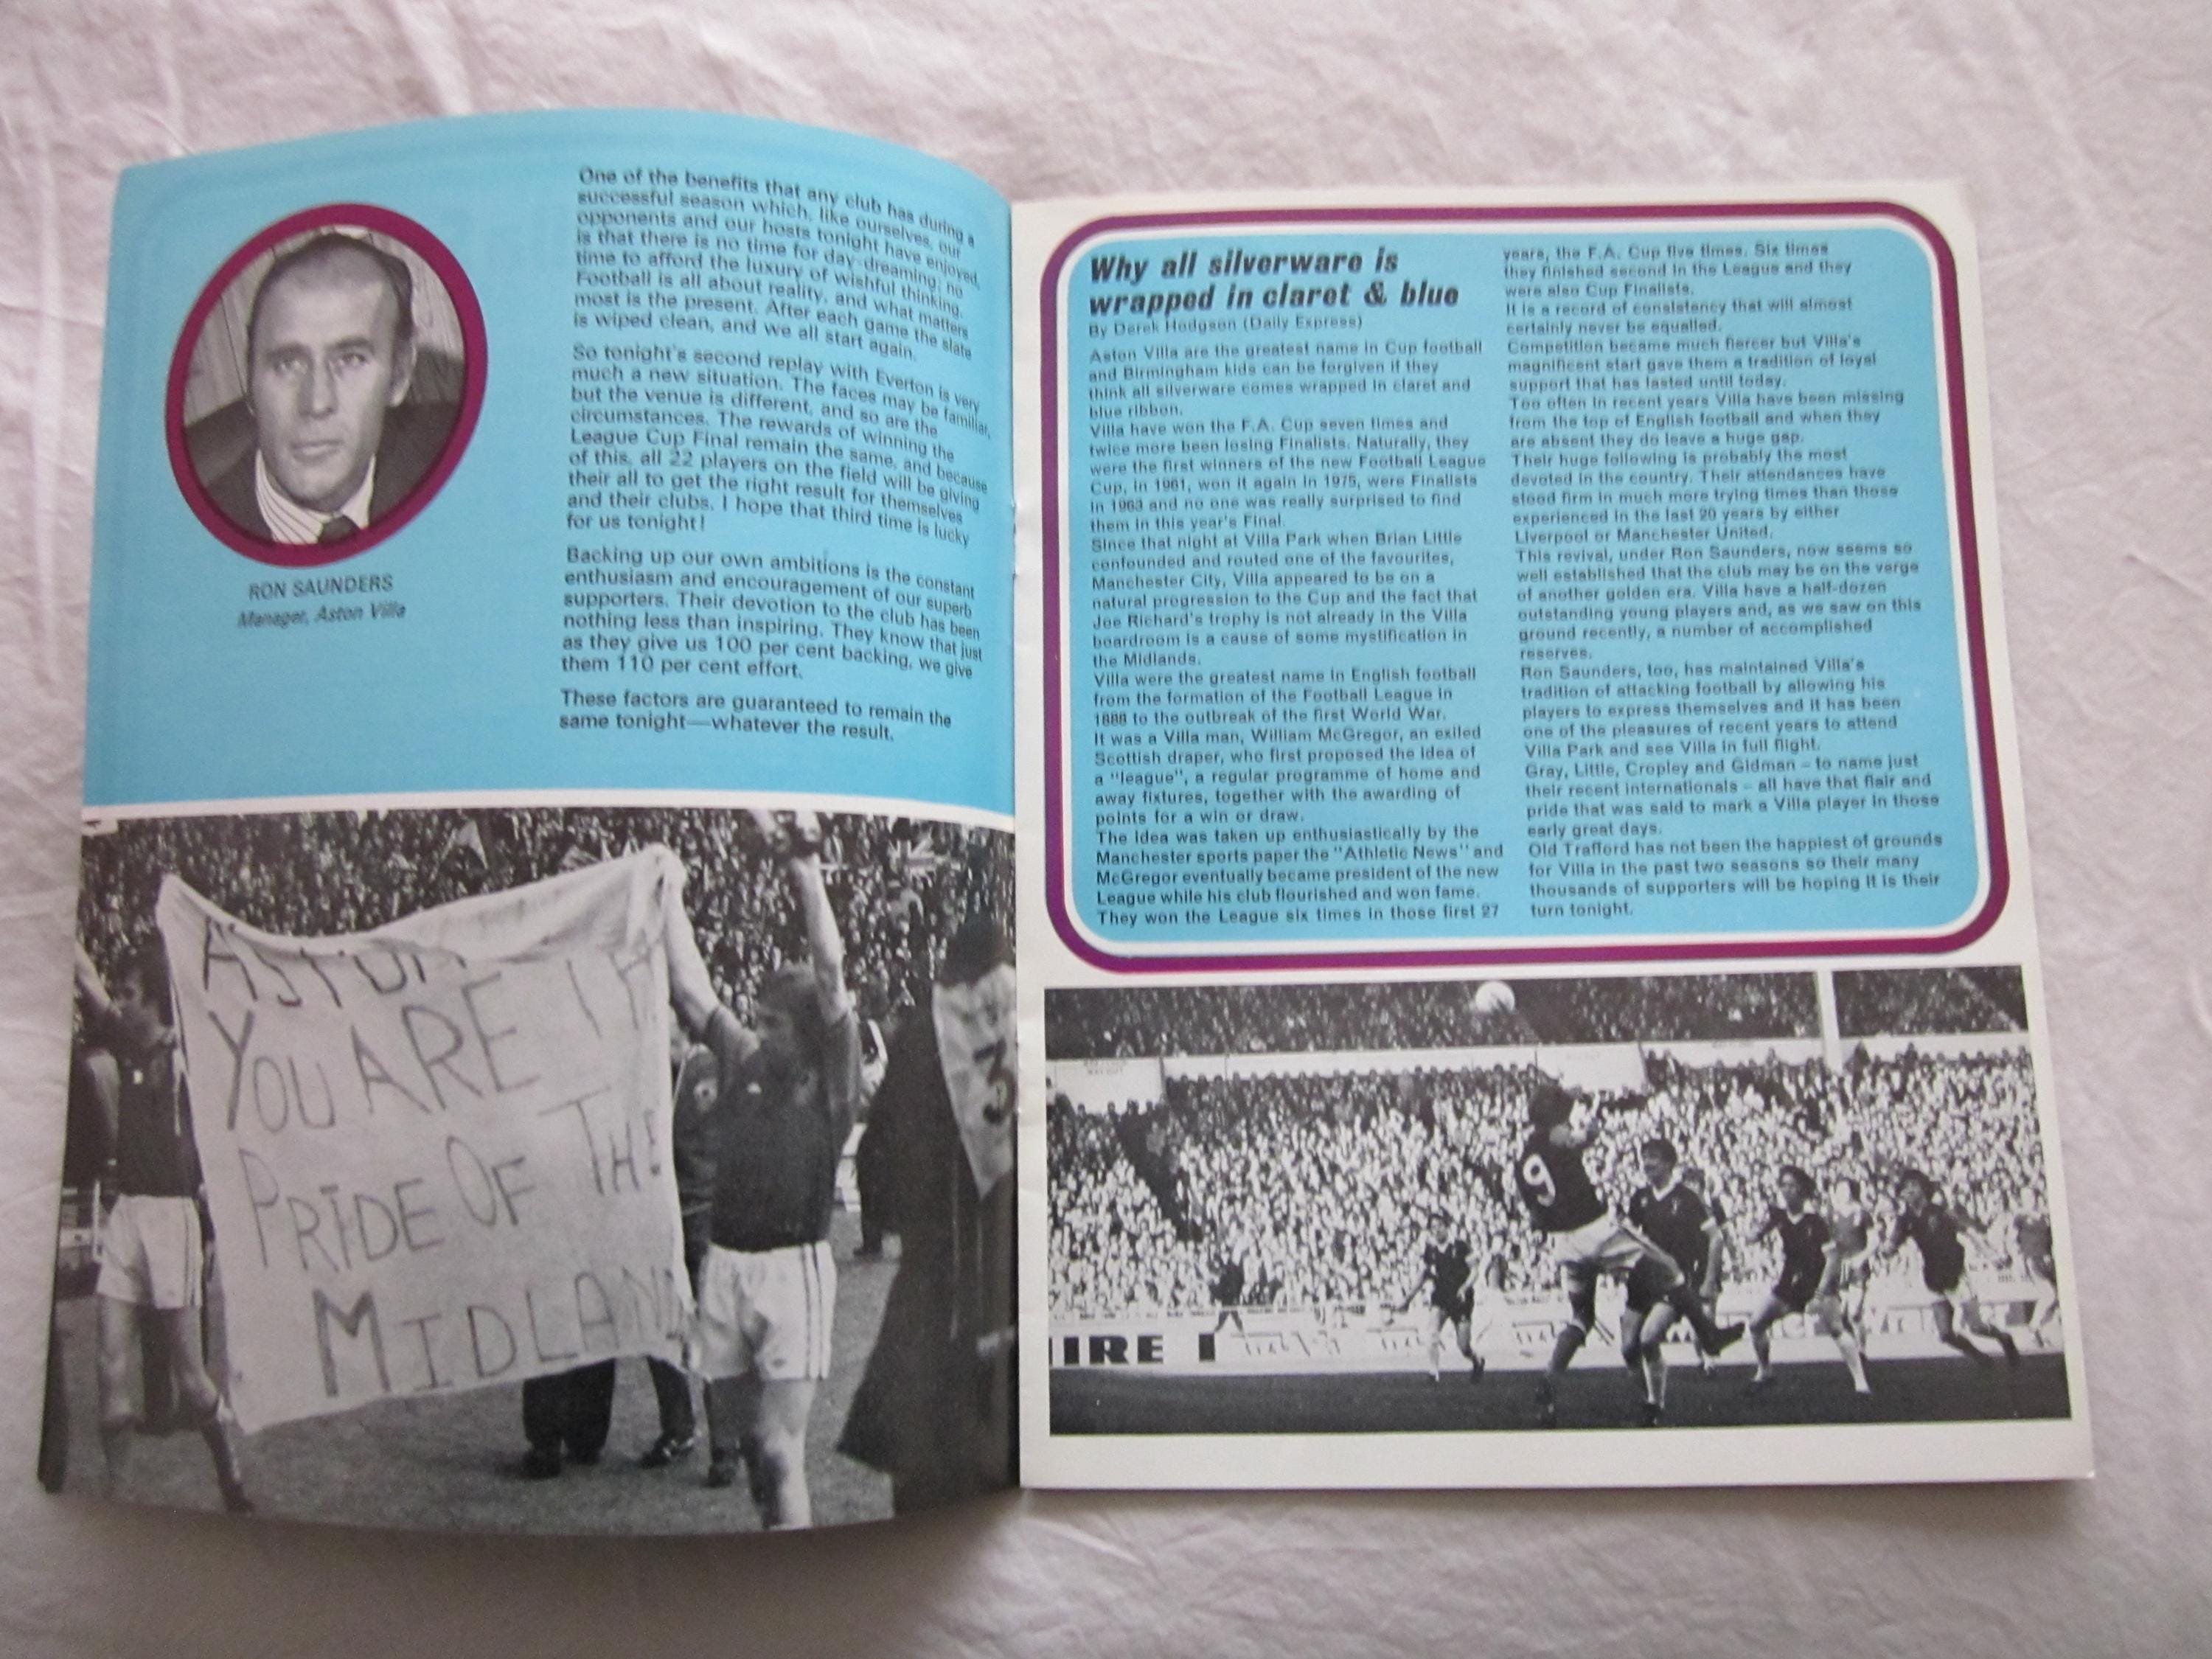 One of the benefits that any club has during a
successful season which, like ourselves, our
opponents and our hosts tonight have enjoyed,
is that there is no time for day-dreaming; no
time to afford the luxury of wishful thinking.
Football is all about reality, and what matters
most is the present. After each game the slate
is wiped clean, and we all start again.
So tonight's second replay with Everton is very
much a new situation. The faces may be familiar,
but the venue is different, and so are the
circumstances. The rewards of winning the
League Cup Final remain the same, and because
of this, all 22 players on the field will be giving
their all to get the right result for themselves
and their clubs. I hope that third time is lucky
for us tonight!
Backing up our own ambitions is the constant
enthusiasm and encouragement of our superb
supporters. Their devotion to the club has been
nothing less than inspiring. They know that just
as they give us 100 per cent backing, we give
them 110 per cent effort.
These factors are guaranteed to remain the
same tonight—whatever the result.
RON SAUNDERS
Manager, Aston Villa
ASTON
YOU ARE TH
PRIDE OF TH
MIDLAN
3
Why all silverware is
wrapped in claret & blue
By Derek Hodgson (Daily Express)
Aston Villa are the greatest name in Cup football
and Birmingham kids can be forgiven if they
think all silverware comes wrapped in claret and
blue ribbon.
Villa have won the F.A. Cup seven times and
twice more been losing Finalists. Naturally, they
were the first winners of the new Football League
Cup, in 1961, won it again in 1975, were Finalists
in 1963 and no one was really surprised to find
them in this year's Final.
Since that night at Villa Park when Brian Little
confounded and routed one of the favourites,
Manchester City, Villa appeared to be on a
natural progression to the Cup and the fact that
Joe Richard's trophy is not already in the Villa
boardroom is a cause of some mystification in
the Midlands.
Villa were the greatest name in English football
from the formation of the Football League in
1888 to the outbreak of the first World War.
It was a Villa man, William McGregor, an exiled
Scottish draper, who first proposed the idea of
a "league", a regular programme of home and
away fixtures, together with the awarding of
points for a win or draw.
The idea was taken up enthusiastically by the
Manchester sports paper the "Athletic News" and
McGregor eventually became president of the new
League while his club flourished and won fame.
They won the League six times in those first 27
years, the F.A. Cup five times. Six times
they finished second in the League and they
were also Cup Finalists.
It is a record of consistency that will almost
certainly never be equalled.
Competition became much fiercer but Villa's
magnificent start gave them a tradition of loyal
support that has lasted until today.
Too often in recent years Villa have been missing
from the top of English football and when they
are absent they do leave a huge gap.
Their huge following is probably the most
devoted in the country. Their attendances have
stood firm in much more trying times than those
experienced in the last 20 years by either
Liverpool or Manchester United.
This revival, under Ron Saunders, now seems so
well established that the club may be on the verge
of another golden era. Villa have a half-dozen
outstanding young players and, as we saw on this
ground recently, a number of accomplished
reserves.
Ron Saunders, too, has maintained Villa's
tradition of attacking football by allowing his
players to express themselves and it has been
one of the pleasures of recent years to attend
Villa Park and see Villa in full flight.
Gray, Little, Cropley and Gidman – to name just
their recent internationals – all have that flair and
pride that was said to mark a Villa player in those
early great days.
Old Trafford has not been the happiest of grounds
for Villa in the past two seasons so their many
thousands of supporters will be hoping it is their
turn tonight.
9
IRE